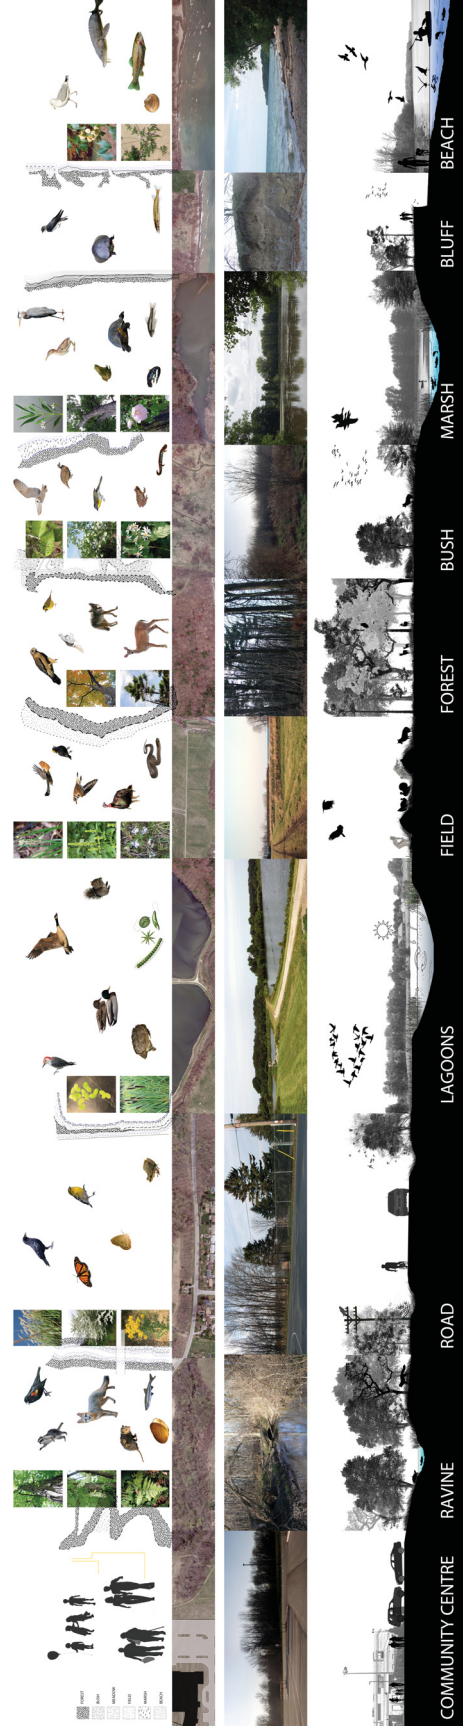 FOREST
BUSH
MEADOW
FIELD
MARSH
BEACH
COMMUNITY CENTRE
RAVINE
ROAD
LAGOONS
FIELD
FOREST
BUSH
MARSH
BLUFF
BEACH